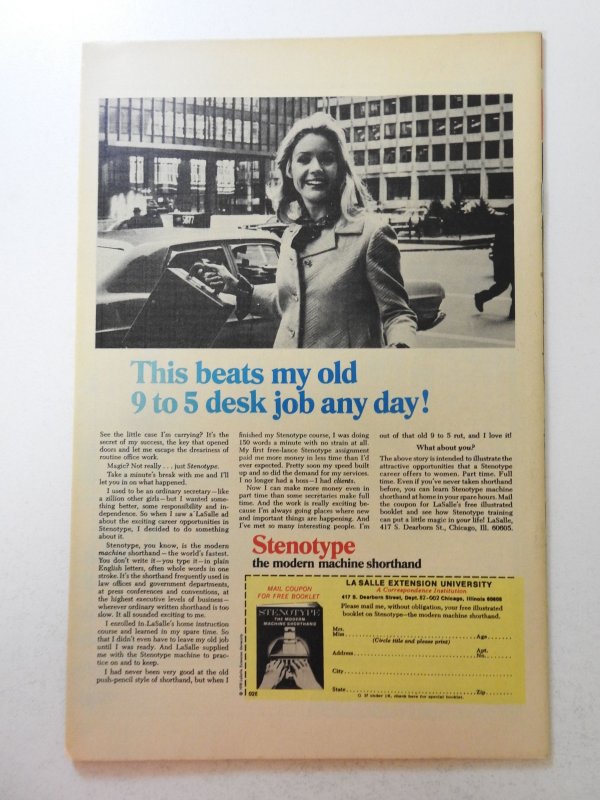 5877
This beats my old
9 to 5 desk job any day!
See the little case I'm carrying? It's the
secret of my success, the key that opened
doors and let me escape the dreariness of
routine office work.
Magic? Not really . . . just Stenotype.
Take a minute's break with me and I'll
let you in on what happened.
I used to be an ordinary secretary—like
a zillion other girls—but I wanted some-
thing better, some responsibility and in-
dependence. So when I saw a LaSalle ad
about the exciting career opportunities in
Stenotype, I decided to do something
about it.
Stenotype, you know, is the modern
machine shorthand—the world's fastest.
You don't write it—you type it—in plain
English letters, often whole words in one
stroke. It's the shorthand frequently used in
law offices and government departments,
at press conferences and conventions, at
the highest executive levels of business—
wherever ordinary written shorthand is too
slow. It all sounded exciting to me.
I enrolled in LaSalle's home instruction
course and learned in my spare time. So
that I didn't even have to leave my old job
until I was ready. And LaSalle supplied
me with the Stenotype machine to prac-
tice on and to keep.
I had never been very good at the old
push-pencil style of shorthand, but when I
finished my Stenotype course, I was doing
150 words a minute with no strain at all.
My first free-lance Stenotype assignment
paid me more money in less time than I'd
ever expected. Pretty soon my speed built
up and so did the demand for my services.
I no longer had a boss—I had clients.
Now I can make more money even in
part time than some secretaries make full
time. And the work is really exciting be-
cause I'm always going places where new
and important things are happening. And
I've met so many interesting people. I'm
out of that old 9 to 5 rut, and I love it!
What about you?
The above story is intended to illustrate the
attractive opportunities that a Stenotype
career offers to women. Part time. Full
time. Even if you've never taken shorthand
before, you can learn Stenotype machine
shorthand at home in your spare hours. Mail
the coupon for LaSalle's free illustrated
booklet and see how Stenotype training
can put a little magic in your life! LaSalle,
417 S. Dearborn St., Chicago, Ill. 60605.
Stenotype
the modern machine shorthand
MAIL COUPON
FOR FREE BOOKLET
STENOTYPE
THE MODERN
MACHINE SHORTHAND
026
LA SALLE EXTENSION UNIVERSITY
A Correspondence Institution
417 S. Dearborn Street, Dept. 57-062 Chicago, Illinois 60605
Please mail me, without obligation, your free illustrated
booklet on Stenotype—the modern machine shorthand.
Mrs.
Miss Age
(Circle title and please print)
Address Apt. No.
City
State Zip
If under 18, check here for special booklet.